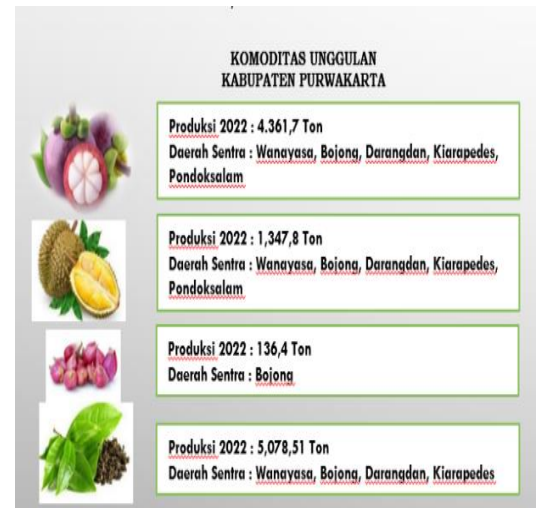 KOMODITAS UNGGULAN
KABUPATEN PURWAKARTA
Produksi 2022 : 4.361,7 Ton
Daerah Sentra : Wanayasa, Bojong, Darangdan, Kiarapedes,
Pondoksalam
Produksi 2022 : 1,347,8 Ton
Daerah Sentra : Wanayasa, Bojong, Darangdan, Kiarapedes,
Pondoksalam
Produksi 2022 : 136,4 Ton
Daerah Sentra : Bojong
Produksi 2022 : 5,078,51 Ton
Daerah Sentra : Wanayasa, Bojong, Darangdan, Kiarapedes